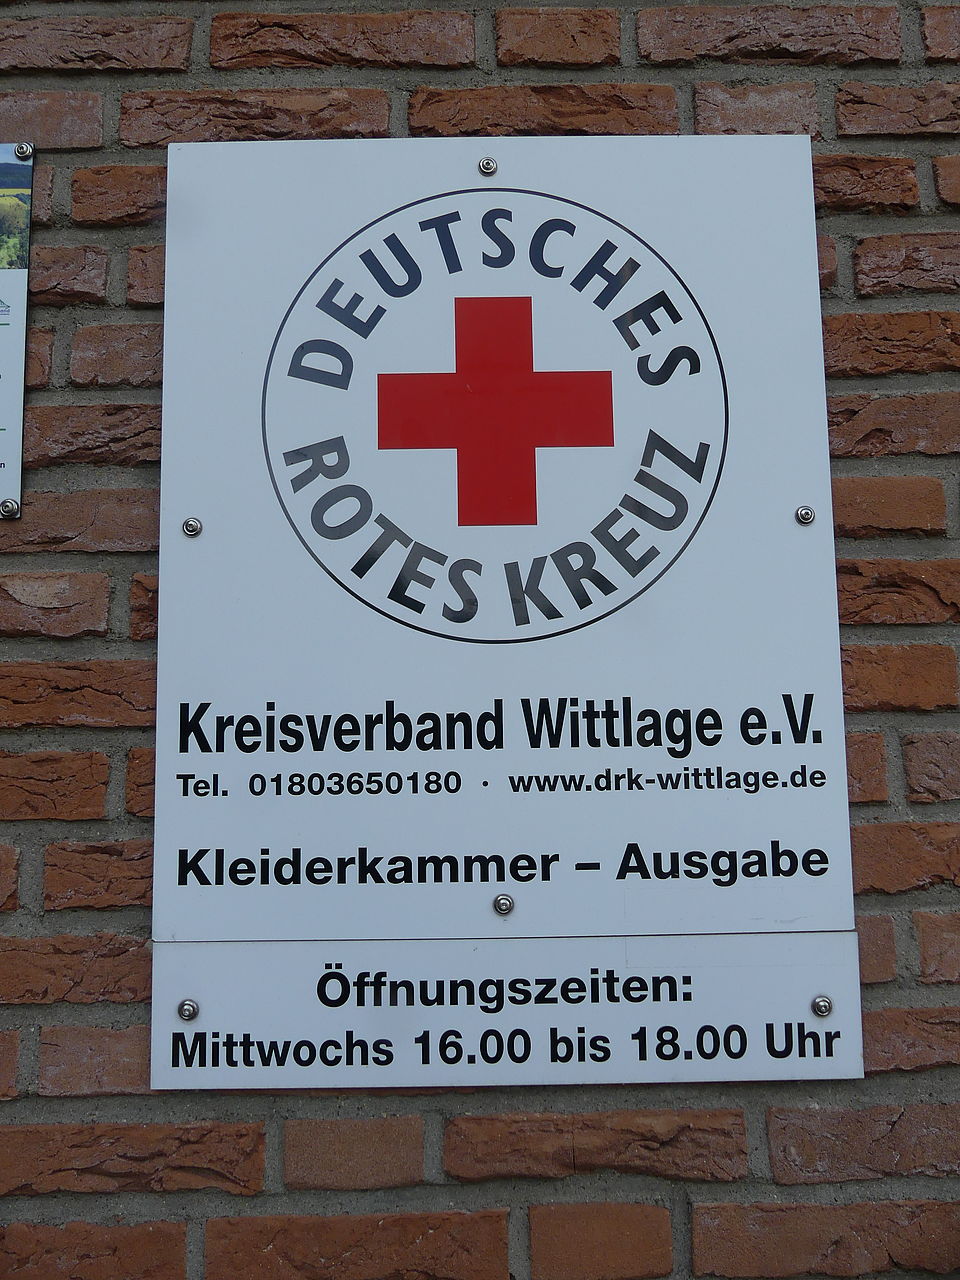 DEUTSCHES
ROTES KREUZ
Kreisverband Wittlage e.V.
Tel. 01803650180 · www.drk-wittlage.de
Kleiderkammer – Ausgabe
Öffnungszeiten:
Mittwochs 16.00 bis 18.00 Uhr